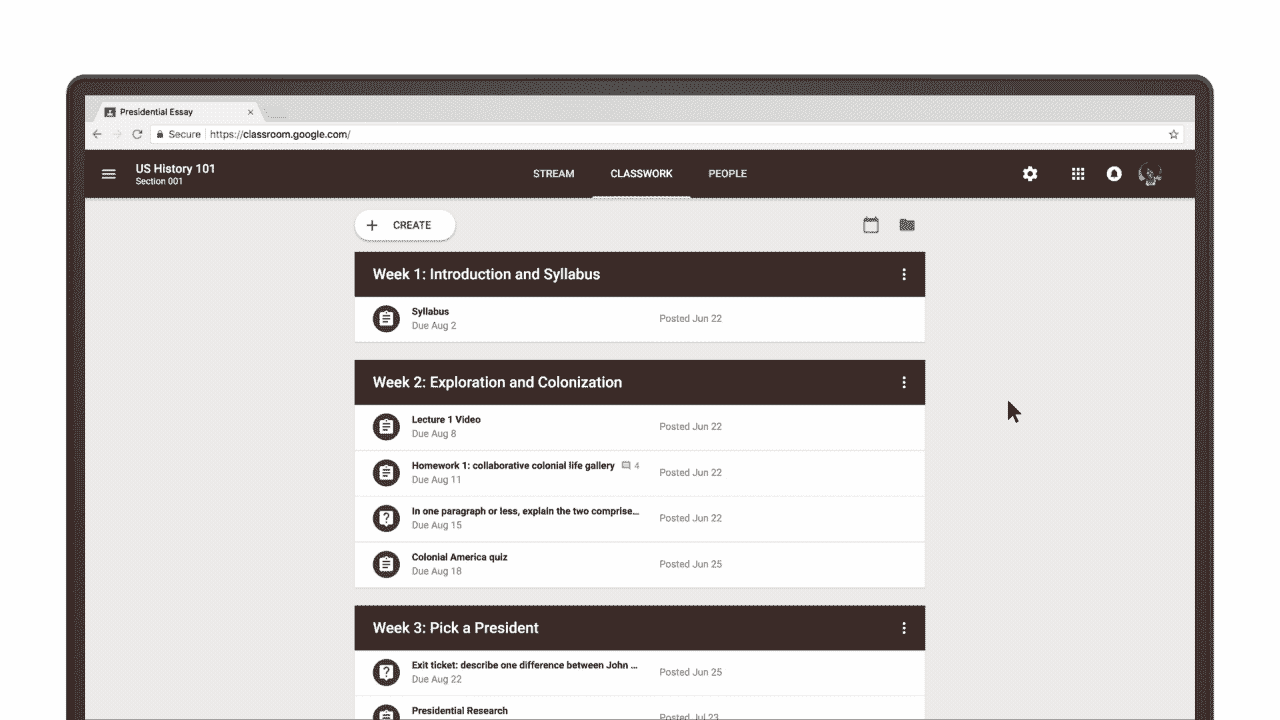 Presidential Essay
Secure https://classroom.google.com/
US History 101
Section 001
STREAM CLASSWORK PEOPLE
CREATE
Week 1: Introduction and Syllabus
Syllabus
Due Aug 2
Posted Jun 22
Week 2: Exploration and Colonization
Lecture 1 Video
Due Aug 8
Posted Jun 22
Homework 1: collaborative colonial life gallery 4
Due Aug 11
Posted Jun 22
In one paragraph or less, explain the two comprise...
Due Aug 15
Posted Jun 22
Colonial America quiz
Due Aug 18
Posted Jun 25
Week 3: Pick a President
Exit ticket: describe one difference between John ...
Due Aug 22
Posted Jun 25
Presidential Research
Posted Jul 23